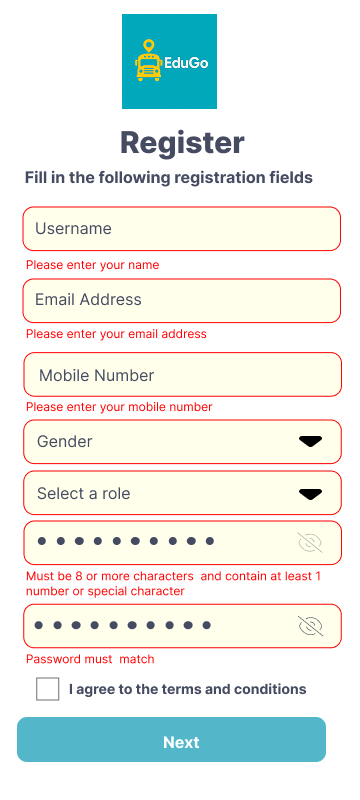 EduGo
Register
Fill in the following registration fields
Username
Please enter your name
Email Address
Please enter your email address
Mobile Number
Please enter your mobile number
Gender
Select a role
Must be 8 or more characters  and contain at least 1
number or special character
Password must  match
I agree to the terms and conditions
Next